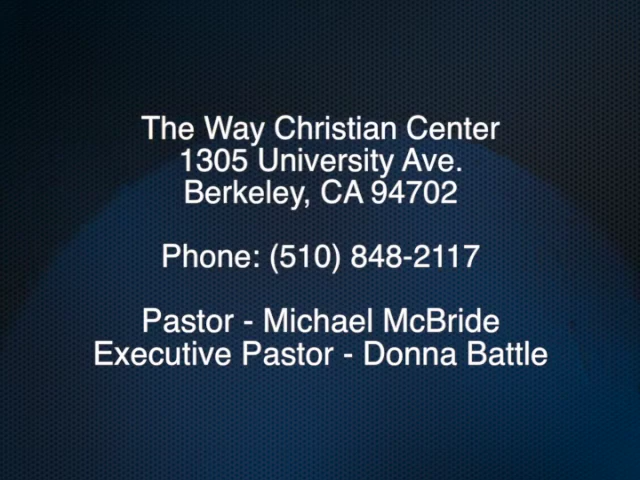 The Way Christian Center
1305 University Ave.
Berkeley, CA 94702
Phone: (510) 848-2117
Pastor - Michael McBride
Executive Pastor - Donna Battle